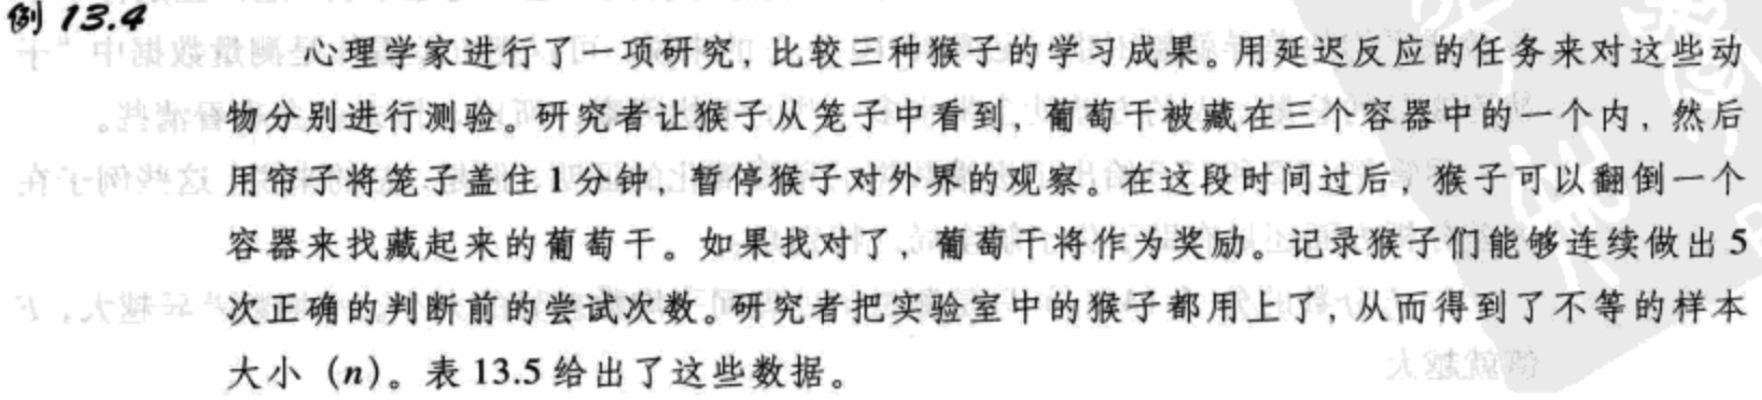 例 13.4
心理学家进行了一项研究，比较三种猴子的学习成果。用延迟反应的任务来对这些动
物分别进行测验。研究者让猴子从笼子中看到，葡萄干被藏在三个容器中的一个内，然后
用帘子将笼子盖住 1 分钟，暂停猴子对外界的观察。在这段时间过后，猴子可以翻倒一个
容器来找藏起来的葡萄干。如果找对了，葡萄干将作为奖励。记录猴子们能够连续做出 5
次正确的判断前的尝试次数。研究者把实验室中的猴子都用上了，从而得到了不等的样本
大小（n）。表 13.5 给出了这些数据。